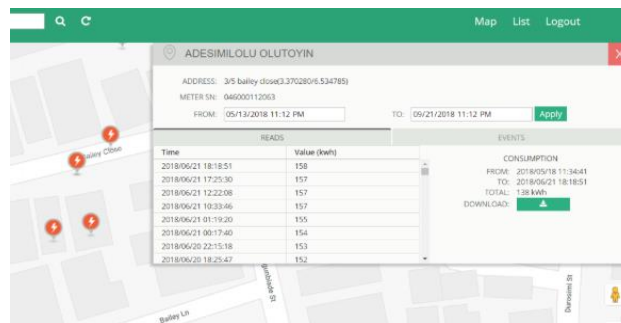 Map List Logout
ADESIMILOLU OLUTOYIN
ADDRESS: 3/5 bailey close(3.370280/6.534785)
METER SN: 046000112063
FROM: 05/13/2018 11:12 PM TO: 09/21/2018 11:12 PM Apply
READS EVENTS
Time Value (kwh)
2018/06/21 18:18:51 158
2018/06/21 17:25:30 157
2018/06/21 12:22:08 157
2018/06/21 10:33:46 157
2018/06/21 01:19:20 155
2018/06/21 00:17:40 154
2018/06/20 22:15:18 153
2018/06/20 18:25:47 152
CONSUMPTION
FROM: 2018/05/18 11:34:41
TO: 2018/06/21 18:18:51
TOTAL: 138 kWh
DOWNLOAD:
Bailey Close
Bailey Ln
Durosimi St